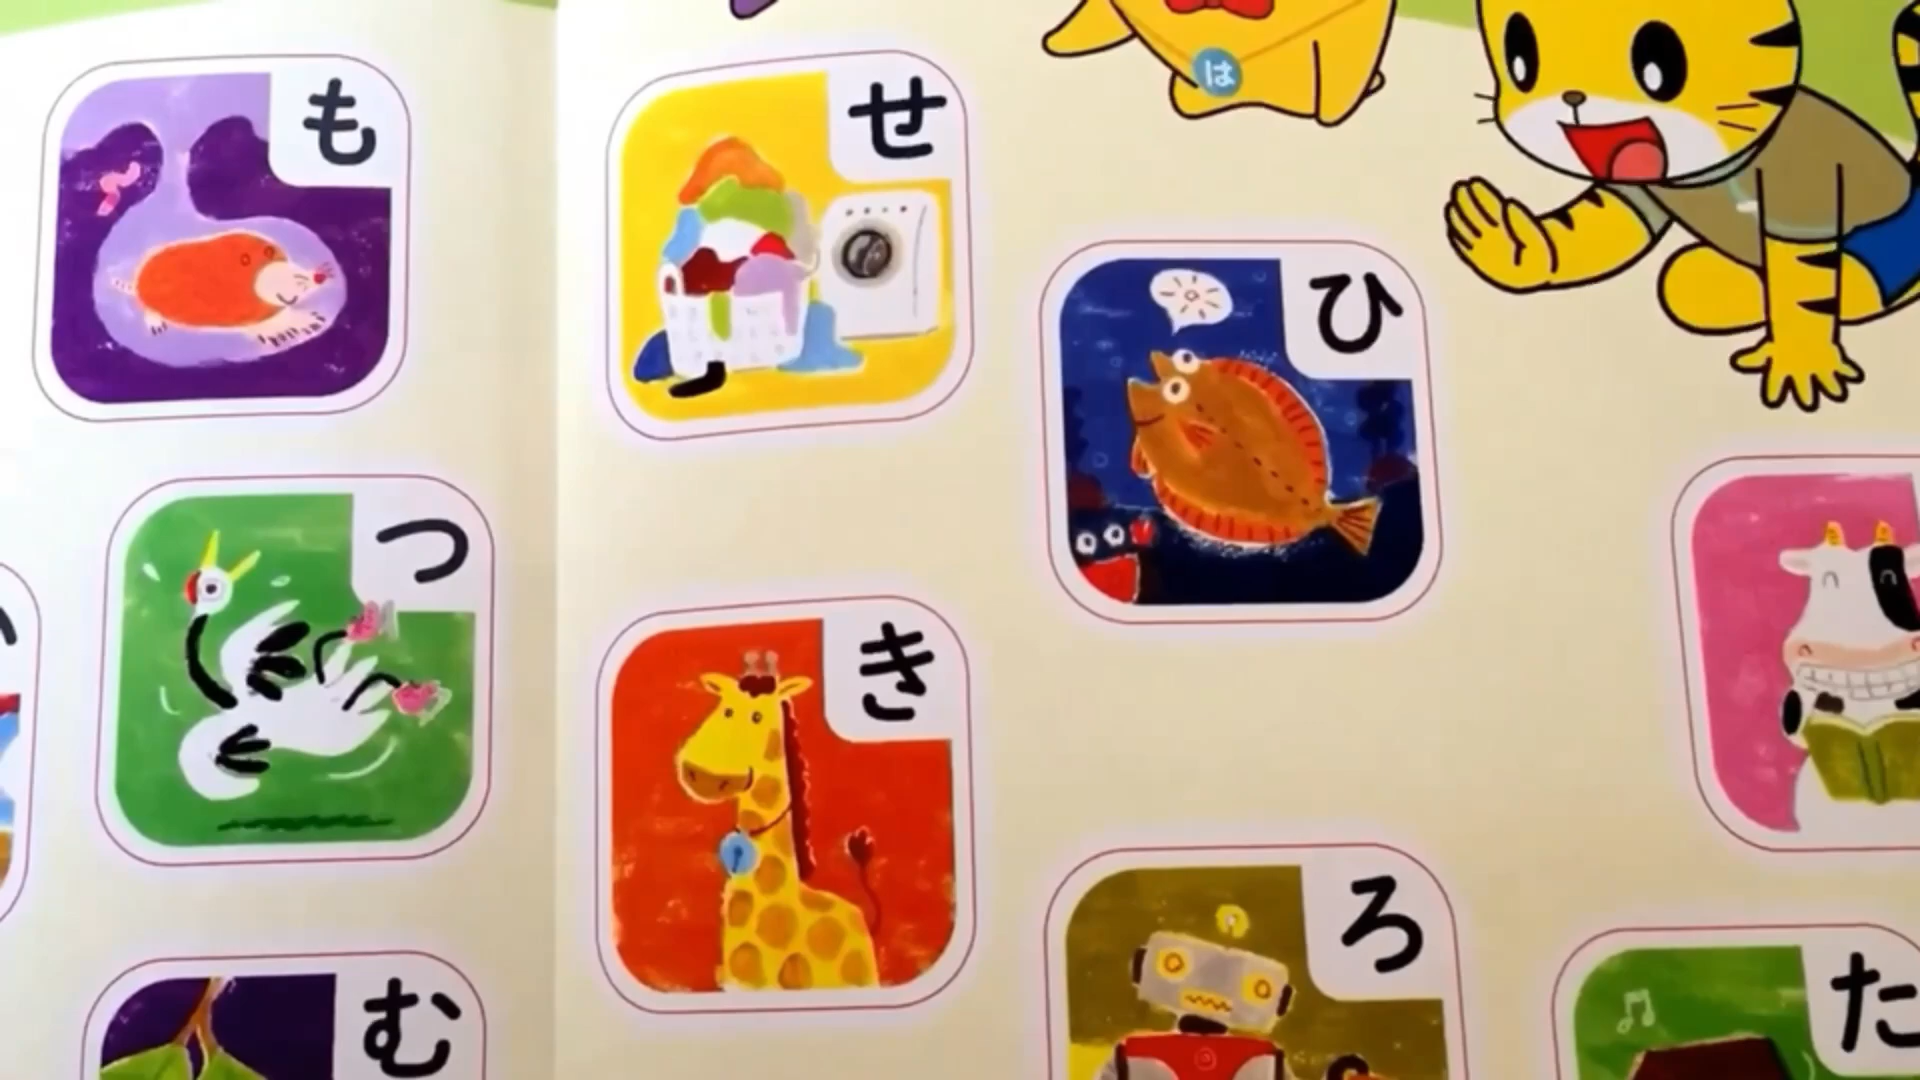 は
も
せ
ひ
つ
き
ろ
た
む